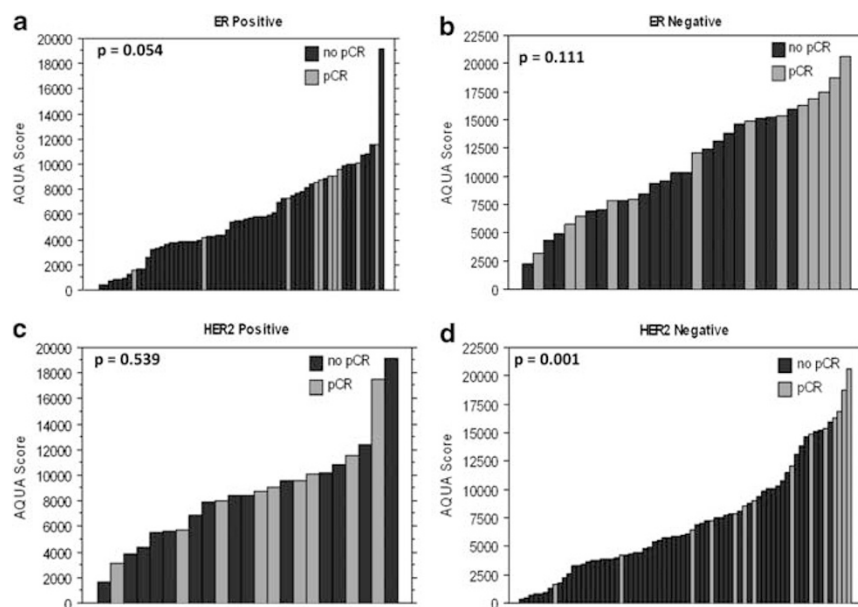 a
ER Positive
p = 0.054
no pCR
pCR
AQUA Score
20000
18000
16000
14000
12000
10000
8000
6000
4000
2000
0
b
ER Negative
p = 0.111
no pCR
pCR
AQUA Score
22500
20000
17500
15000
12500
10000
7500
5000
2500
0
c
HER2 Positive
p = 0.539
no pCR
pCR
AQUA Score
20000
18000
16000
14000
12000
10000
8000
6000
4000
2000
0
d
HER2 Negative
p = 0.001
no pCR
pCR
AQUA Score
22500
20000
17500
15000
12500
10000
7500
5000
2500
0